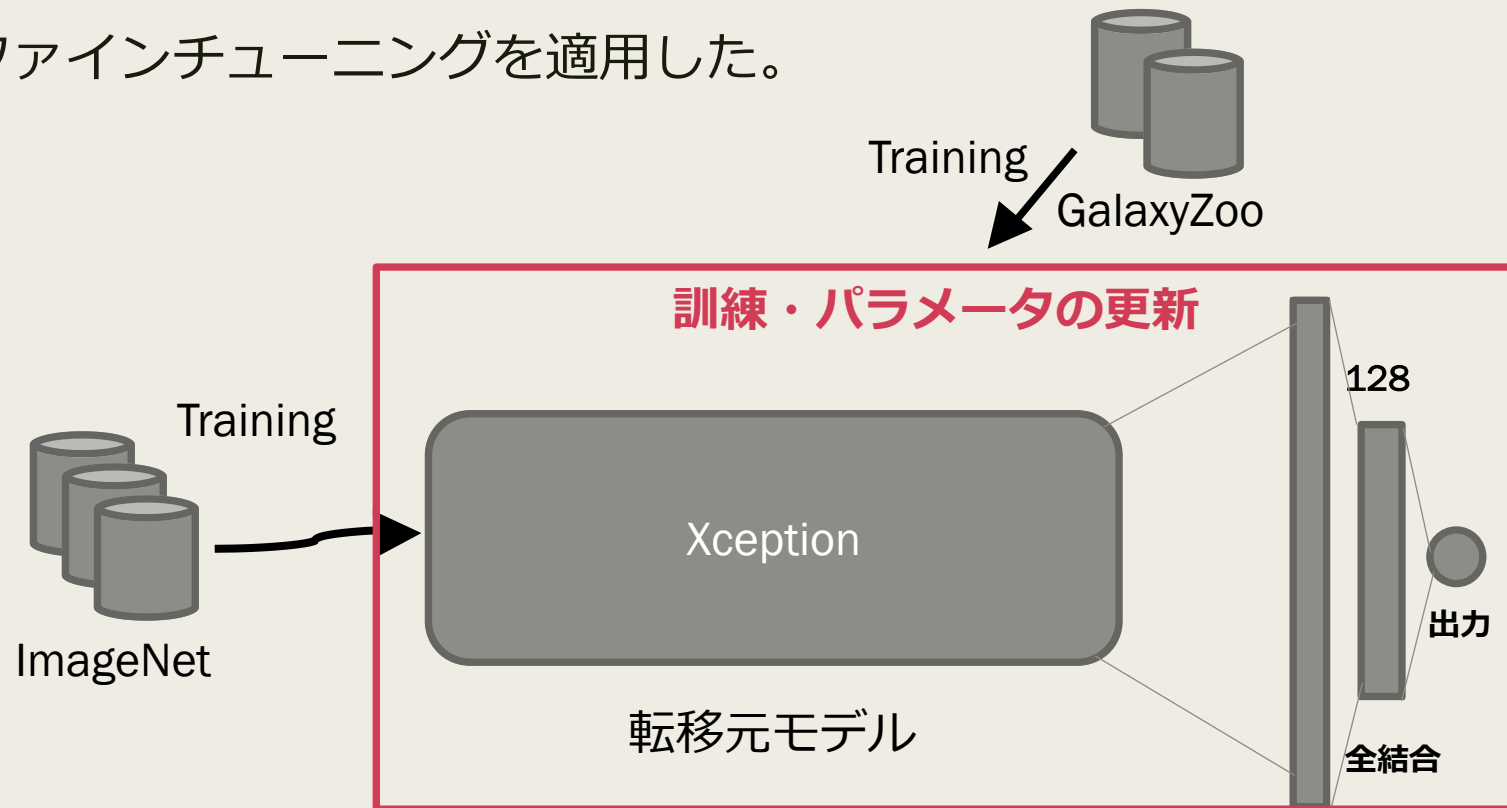 ファインチューニングを適用した。
Training
GalaxyZoo
訓練・パラメータの更新
128
Training
Xception
出力
ImageNet
転移元モデル
全結合